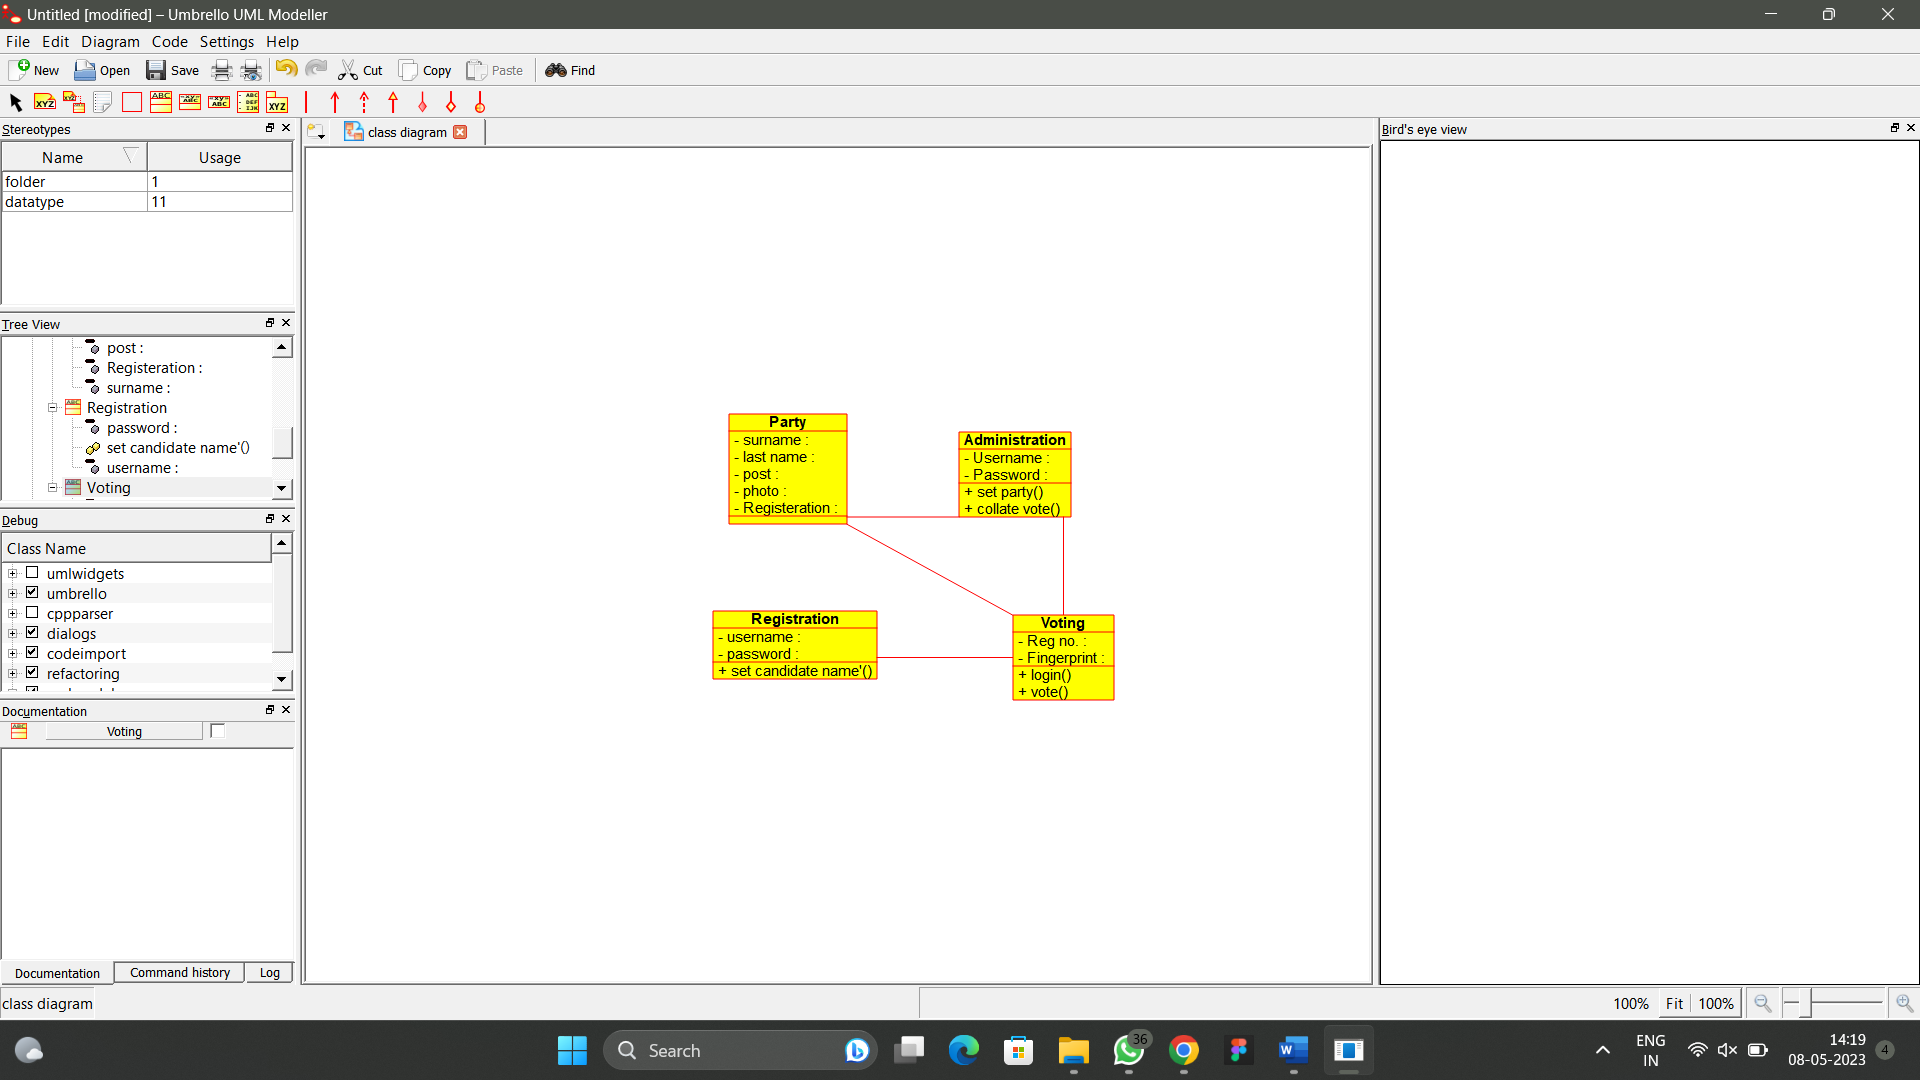 Untitled [modified] – Umbrello UML Modeller
File Edit Diagram Code Settings Help
New Open Save Cut Copy Paste Find
Stereotypes
Name Usage
folder 1
datatype 11
Tree View
post :
Registeration :
surname :
Registration
password :
set candidate name'()
username :
Voting
Debug
Class Name
umlwidgets
umbrello
cppparser
dialogs
codeimport
refactoring
Documentation
Voting
Documentation Command history Log
class diagram
class diagram
Party
- surname :
- last name :
- post :
- photo :
- Registeration :
Administration
- Username :
- Password :
+ set party()
+ collate vote()
Registration
- username :
- password :
+ set candidate name'()
Voting
- Reg no. :
- Fingerprint :
+ login()
+ vote()
Bird's eye view
100% Fit 100%
Search
36
ENG
IN
14:19
08-05-2023
4